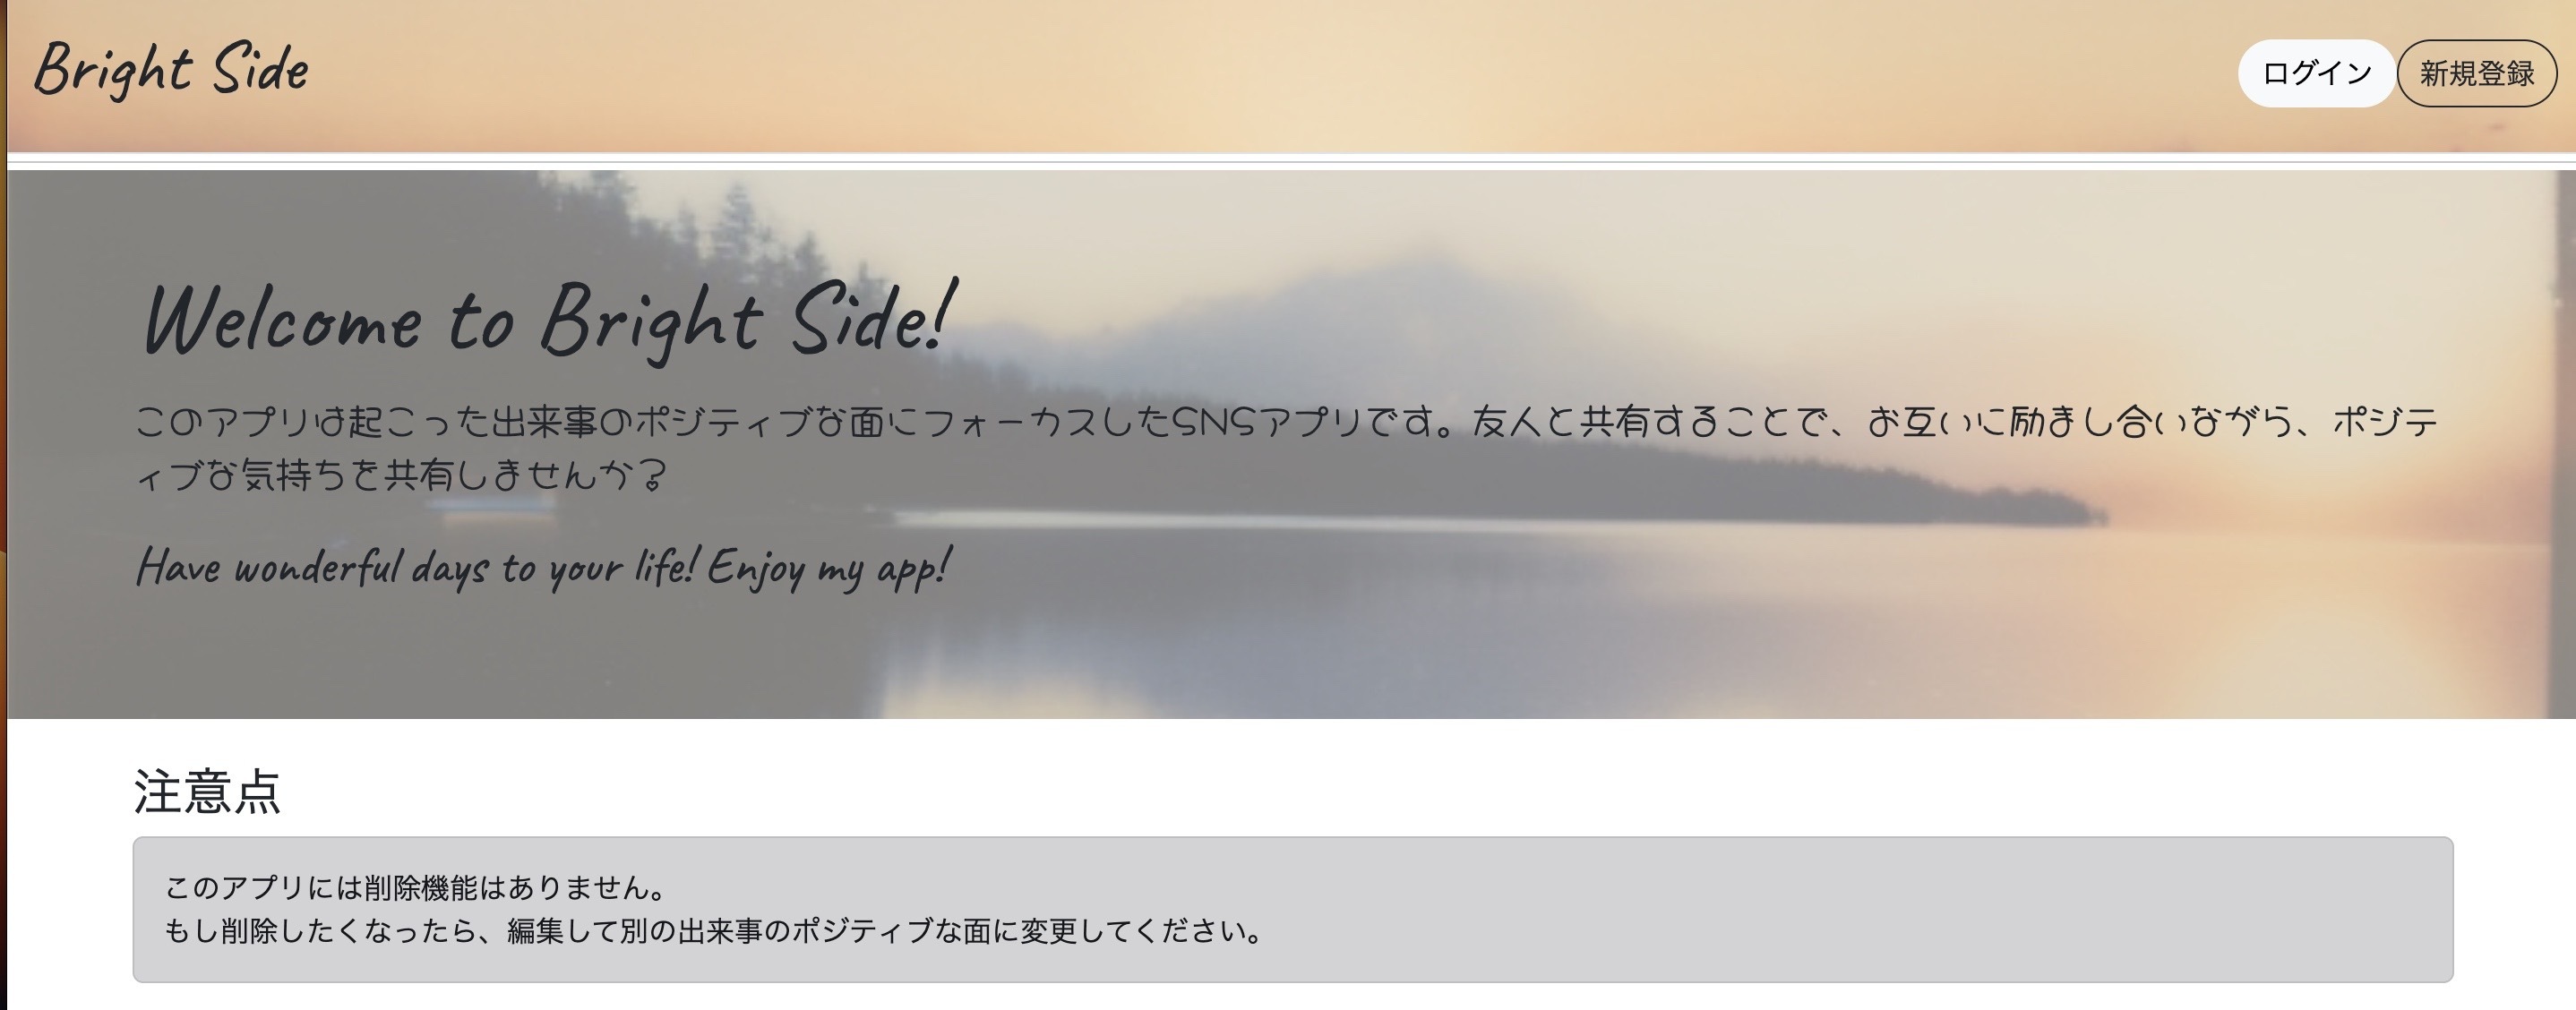 Bright Side
ログイン
新規登録
Welcome to Bright Side!
このアプリは起こった出来事のポジティブな面にフォーカスしたSNSアプリです。友人と共有することで、お互いに励まし合いながら、ポジテ
ィブな気持ちを共有しませんか?
Have wonderful days to your life! Enjoy my app!
注意点
このアプリには削除機能はありません。
もし削除したくなったら、編集して別の出来事のポジティブな面に変更してください。